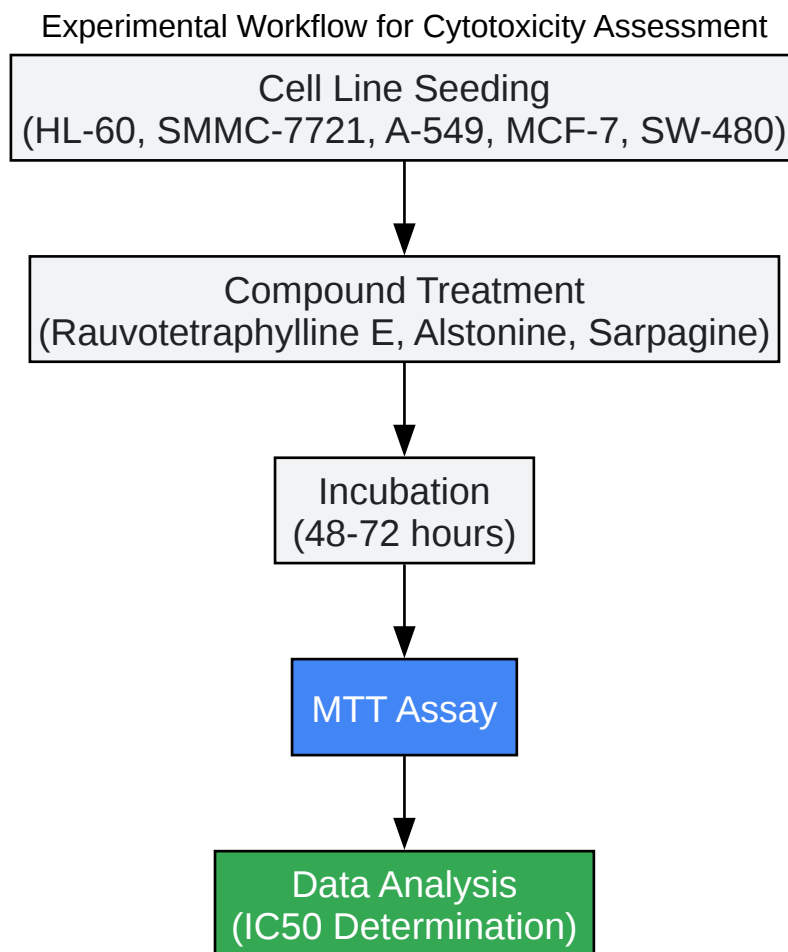 Experimental Workflow for Cytotoxicity Assessment
Cell Line Seeding
(HL-60, SMMC-7721, A-549, MCF-7, SW-480)
Compound Treatment
(Rauvotetraphylline E, Alstonine, Sarpagine)
Incubation
(48-72 hours)
MTT Assay
Data Analysis
(IC50 Determination)